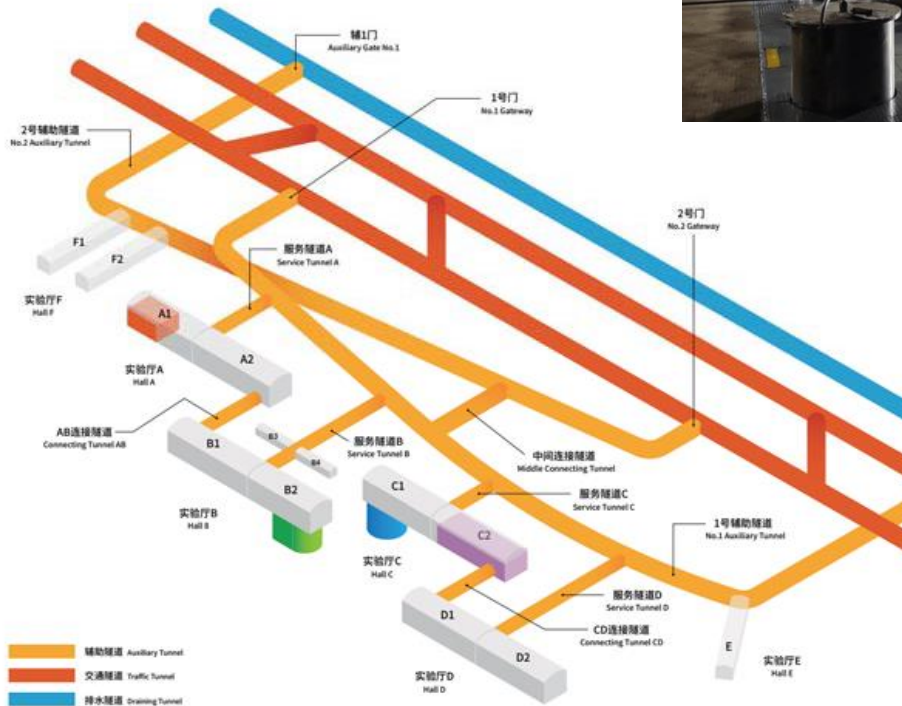 辅1门
Auxiliary Gate No.1
1号门
No.1 Gateway
2号辅助隧道
No.2 Auxiliary Tunnel
2号门
No.2 Gateway
F1
F2
服务隧道A
Service Tunnel A
实验厅F
Hall F
A1
A2
实验厅A
Hall A
AB连接隧道
Connecting Tunnel AB
B1
B3
B4
服务隧道B
Service Tunnel B
中间连接隧道
Middle Connecting Tunnel
B2
C1
服务隧道C
Service Tunnel C
实验厅B
Hall B
C2
1号辅助隧道
No.1 Auxiliary Tunnel
实验厅C
Hall C
服务隧道D
Service Tunnel D
D1
CD连接隧道
Connecting Tunnel CD
D2
E
实验厅E
Hall E
实验厅D
Hall D
辅助隧道 Auxiliary Tunnel
交通隧道 Traffic Tunnel
排水隧道 Draining Tunnel